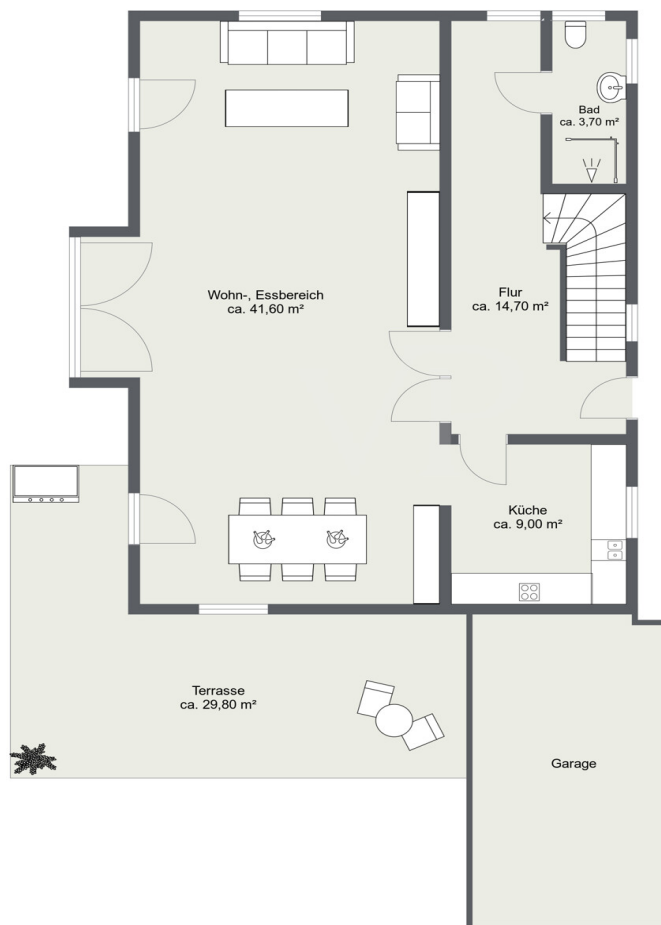 Bad
ca. 3,70 m²
Wohn-, Essbereich
ca. 41,60 m²
Flur
ca. 14,70 m²
Küche
ca. 9,00 m²
Terrasse
ca. 29,80 m²
Garage